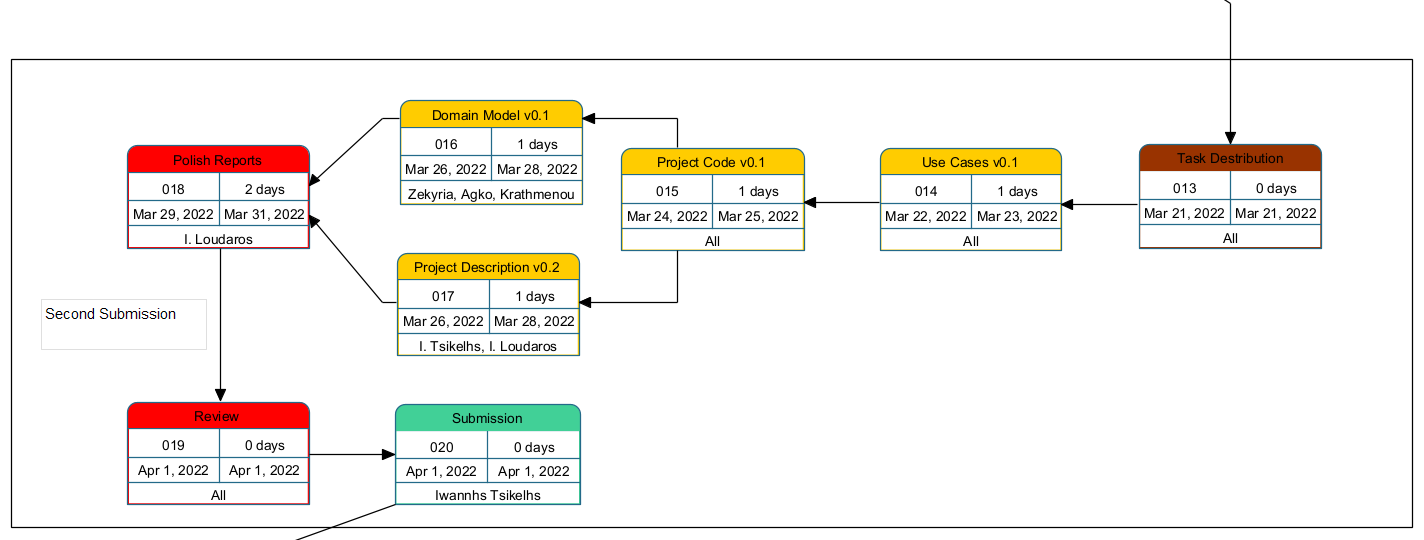 Domain Model v0.1
016 1 days
Mar 26, 2022 Mar 28, 2022
Zekyria, Agko, Krathmenou
Polish Reports
018 2 days
Mar 29, 2022 Mar 31, 2022
I. Loudaros
Project Code v0.1
015 1 days
Mar 24, 2022 Mar 25, 2022
All
Use Cases v0.1
014 1 days
Mar 22, 2022 Mar 23, 2022
All
Task Destribution
013 0 days
Mar 21, 2022 Mar 21, 2022
All
Project Description v0.2
017 1 days
Mar 26, 2022 Mar 28, 2022
I. Tsikelhs, I. Loudaros
Second Submission
Review
019 0 days
Apr 1, 2022 Apr 1, 2022
All
Submission
020 0 days
Apr 1, 2022 Apr 1, 2022
Iwannhs Tsikelhs